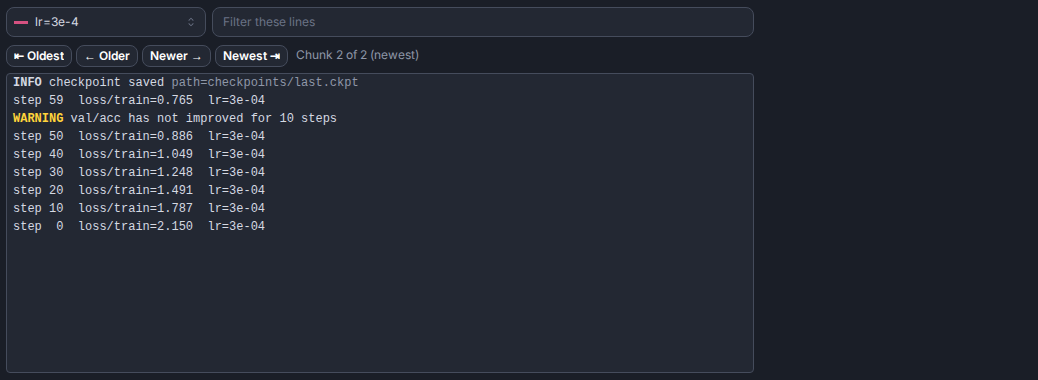 lr=3e-4
Filter these lines
⇤ Oldest
← Older
Newer →
Newest ⇥
Chunk 2 of 2 (newest)
INFO checkpoint saved path=checkpoints/last.ckpt
step 59  loss/train=0.765  lr=3e-04
WARNING val/acc has not improved for 10 steps
step 50  loss/train=0.886  lr=3e-04
step 40  loss/train=1.049  lr=3e-04
step 30  loss/train=1.248  lr=3e-04
step 20  loss/train=1.491  lr=3e-04
step 10  loss/train=1.787  lr=3e-04
step  0  loss/train=2.150  lr=3e-04